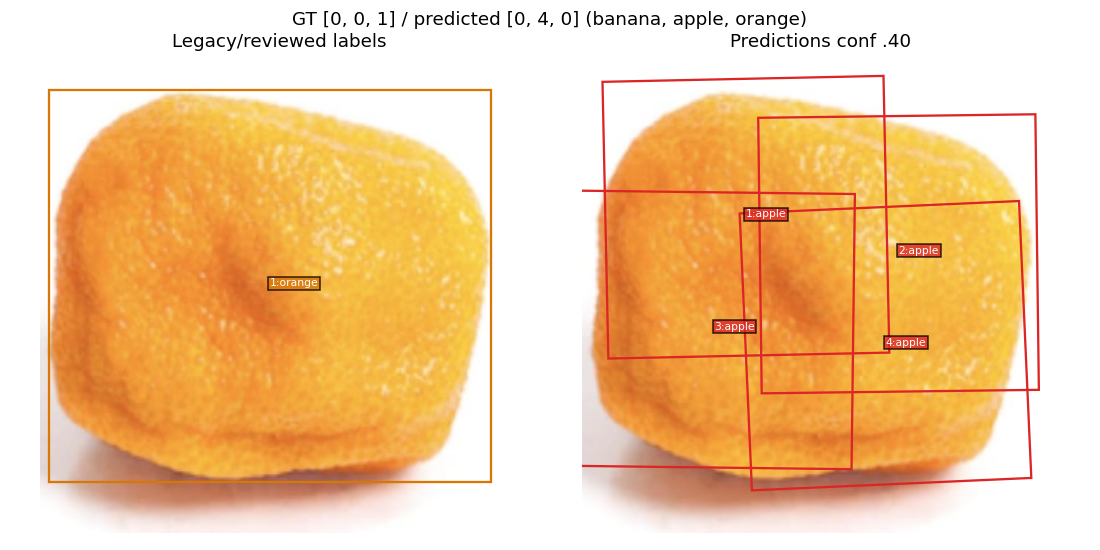 GT [0, 0, 1] / predicted [0, 4, 0] (banana, apple, orange)
Legacy/reviewed labels
Predictions conf .40
1:orange
1:apple
2:apple
3:apple
4:apple